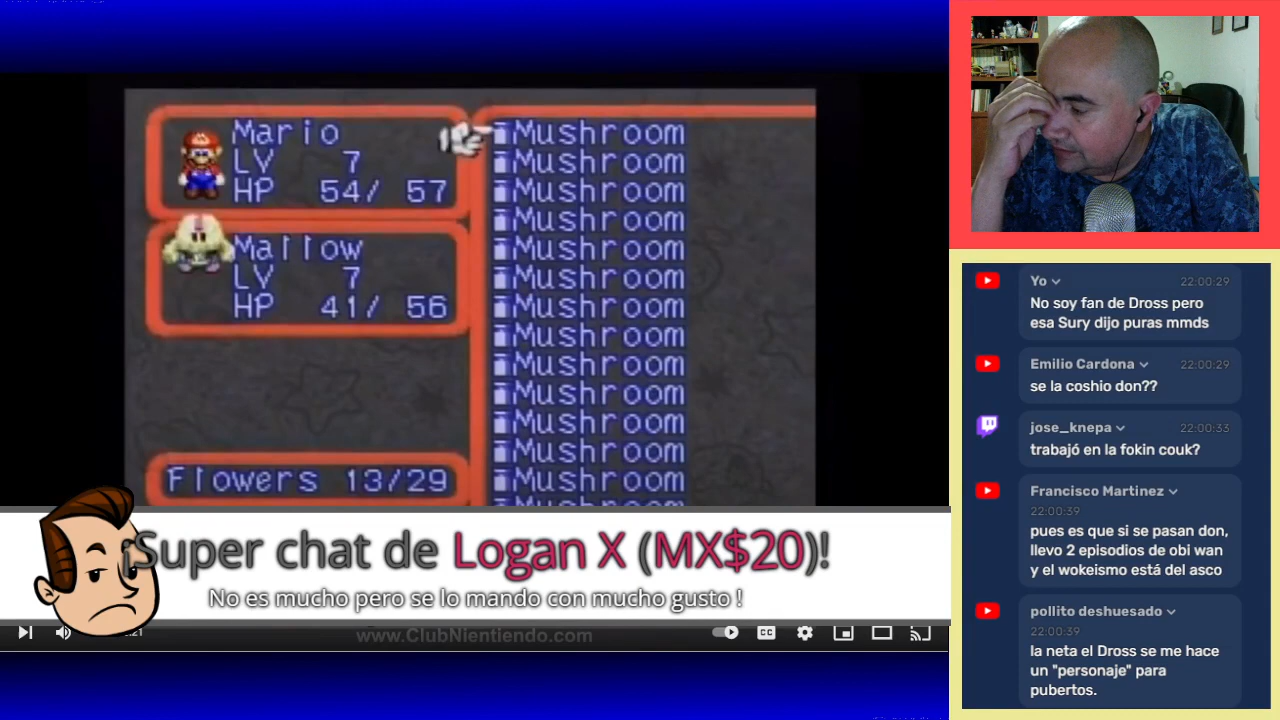 Mario
LV 7
HP 54/ 57
Mallow
LV 7
HP 41/ 56
Flowers 13/29
Mushroom
Mushroom
Mushroom
Mushroom
Mushroom
Mushroom
Mushroom
Mushroom
Mushroom
Mushroom
Mushroom
Mushroom
Mushroom
¡Super chat de Logan X (MX$20)!
No es mucho pero se lo mando con mucho gusto !
www.ClubNientiendo.com
CC
Yo 22:00:29
No soy fan de Dross pero
esa Sury dijo puras mmds
Emilio Cardona 22:00:29
se la coshio don??
jose_knepa 22:00:33
trabajó en la fokin couk?
Francisco Martinez
22:00:39
pues es que si se pasan don,
llevo 2 episodios de obi wan
y el wokeismo está del asco
pollito deshuesado
22:00:39
la neta el Dross se me hace
un "personaje" para
pubertos.